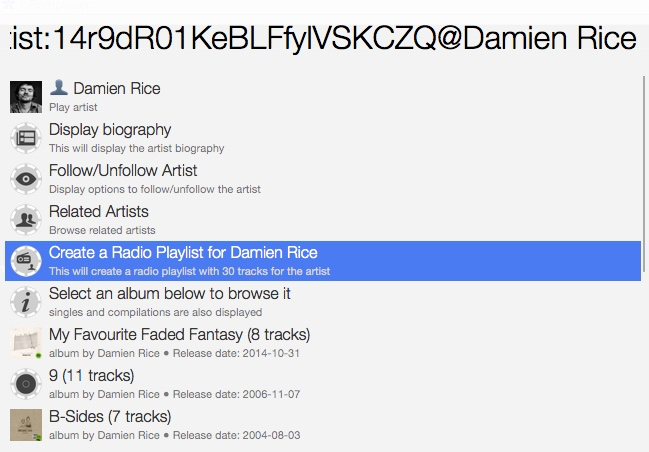 tist:14r9dR01KeBLFfylVSKCZQ@Damien Rice
Damien Rice
Play artist
Display biography
This will display the artist biography
Follow/Unfollow Artist
Display options to follow/unfollow the artist
Related Artists
Browse related artists
Create a Radio Playlist for Damien Rice
This will create a radio playlist with 30 tracks for the artist
Select an album below to browse it
singles and compilations are also displayed
My Favourite Faded Fantasy (8 tracks)
album by Damien Rice ● Release date: 2014-10-31
9 (11 tracks)
album by Damien Rice ● Release date: 2006-11-07
B-Sides (7 tracks)
album by Damien Rice ● Release date: 2004-08-03